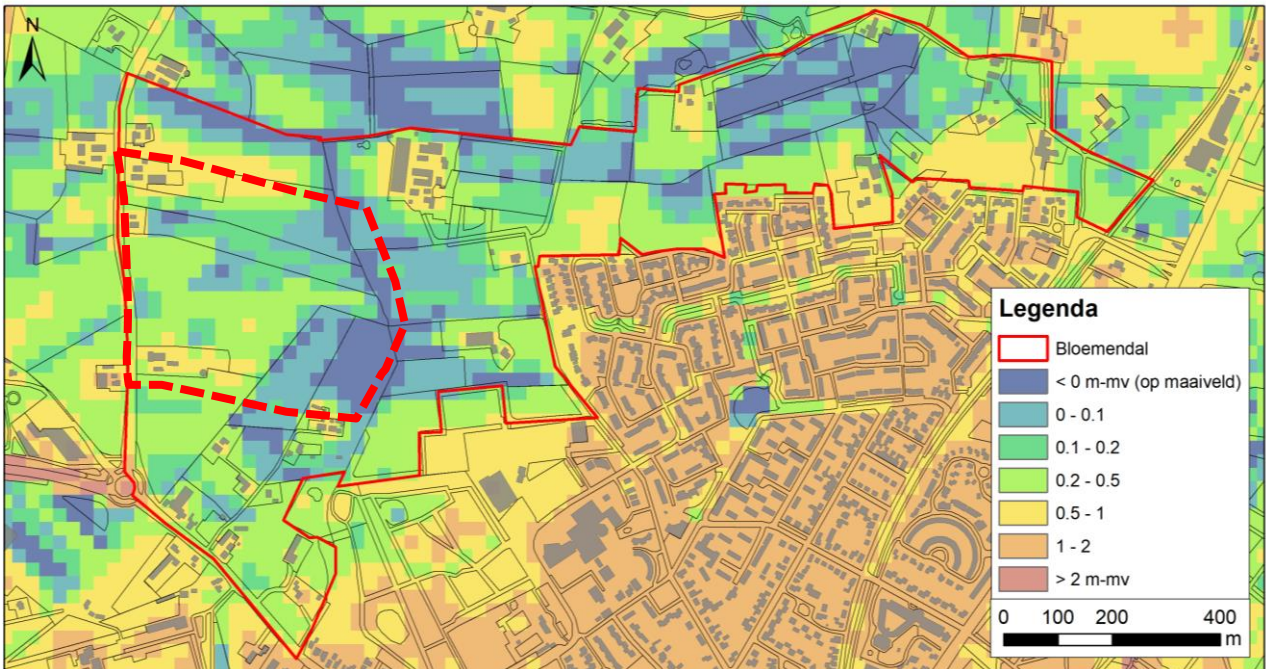 N
Legenda
Bloemendal
< 0 m-mv (op maaiveld)
0 - 0.1
0.1 - 0.2
0.2 - 0.5
0.5 - 1
1 - 2
> 2 m-mv
0 100 200 400
m